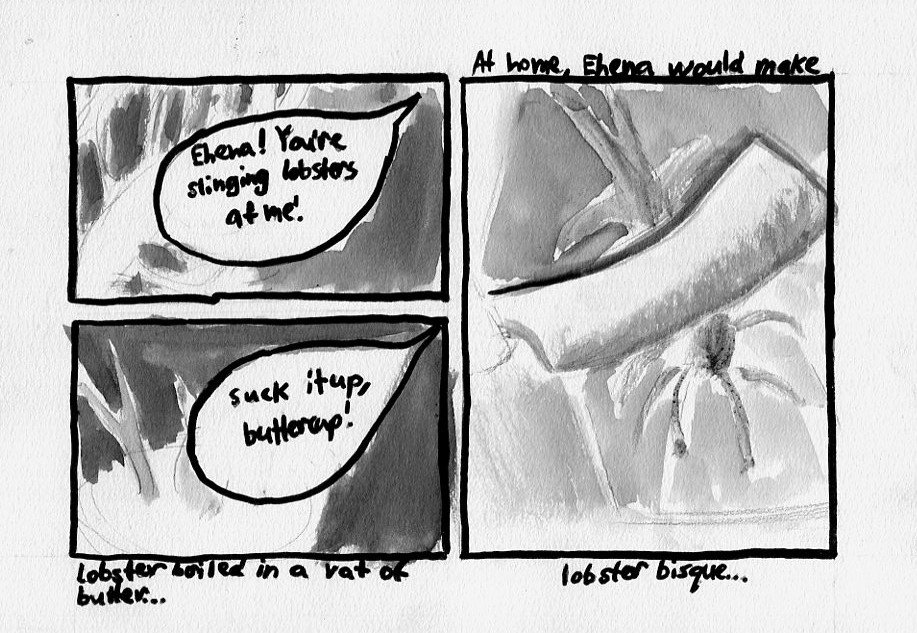 Ehena! You're
slinging lobsters
at me!
suck it up,
buttercup!
lobster boiled in a vat of
butter...
At home, Ehena would make
lobster bisque...